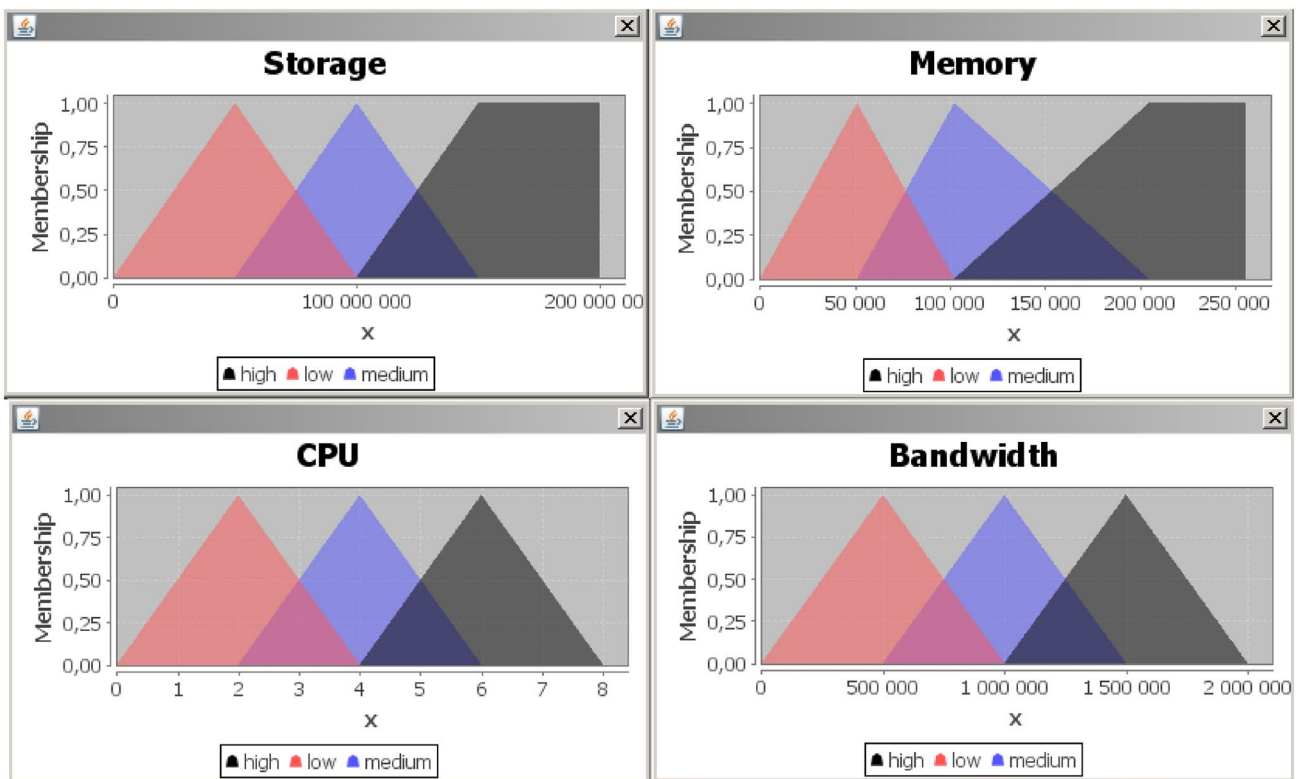 Storage
Membership
1,00
0,75
0,50
0,25
0,00
0 100 000 000 200 000 00
x
high low medium
Memory
Membership
1,00
0,75
0,50
0,25
0,00
0 50 000 100 000 150 000 200 000 250 000
x
high low medium
CPU
Membership
1,00
0,75
0,50
0,25
0,00
0 1 2 3 4 5 6 7 8
x
high low medium
Bandwidth
Membership
1,00
0,75
0,50
0,25
0,00
0 500 000 1 000 000 1 500 000 2 000 000
x
high low medium